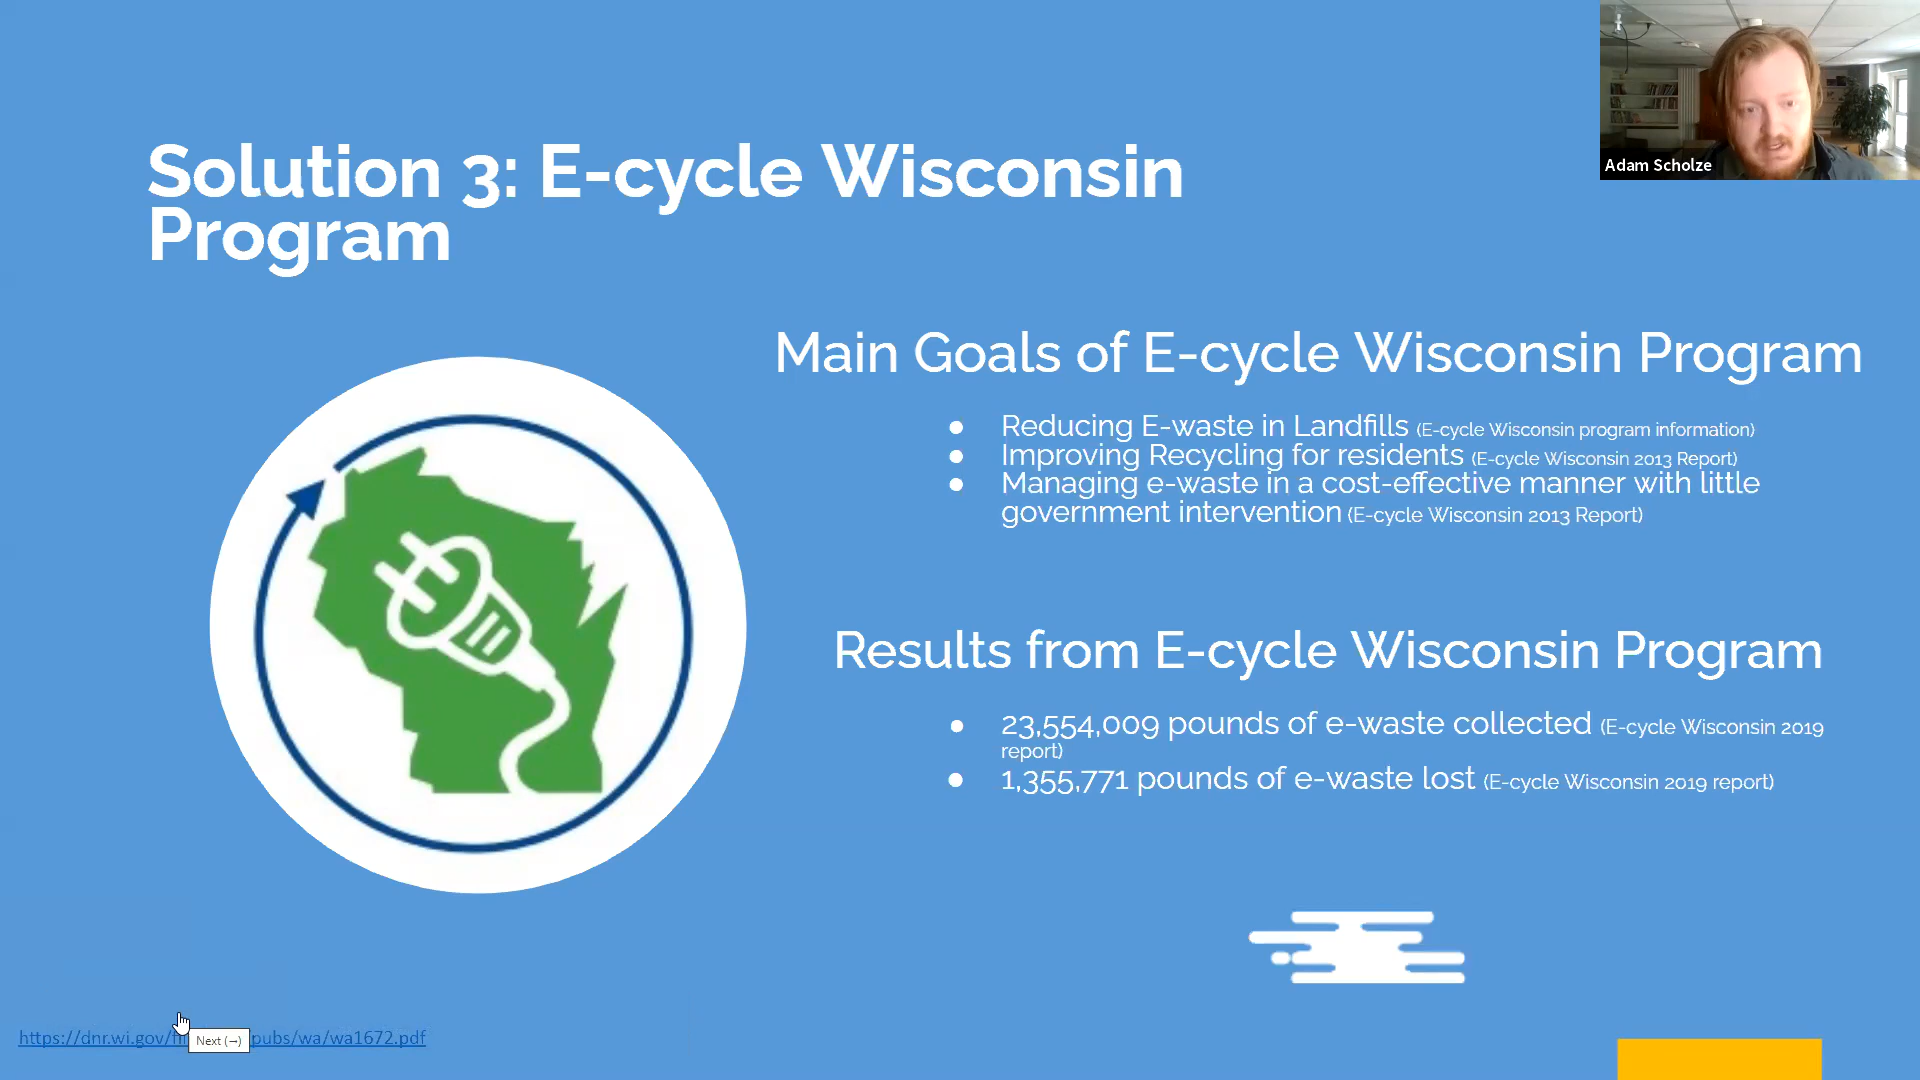 Adam Scholze
Solution 3: E-cycle Wisconsin
Program
Main Goals of E-cycle Wisconsin Program
● Reducing E-waste in Landfills (E-cycle Wisconsin program information)
● Improving Recycling for residents (E-cycle Wisconsin 2013 Report)
● Managing e-waste in a cost-effective manner with little
government intervention (E-cycle Wisconsin 2013 Report)
Results from E-cycle Wisconsin Program
● 23,554,009 pounds of e-waste collected (E-cycle Wisconsin 2019
report)
● 1,355,771 pounds of e-waste lost (E-cycle Wisconsin 2019 report)
https://dnr.wi.gov/ pubs/wa/wa1672.pdf
Next (→)